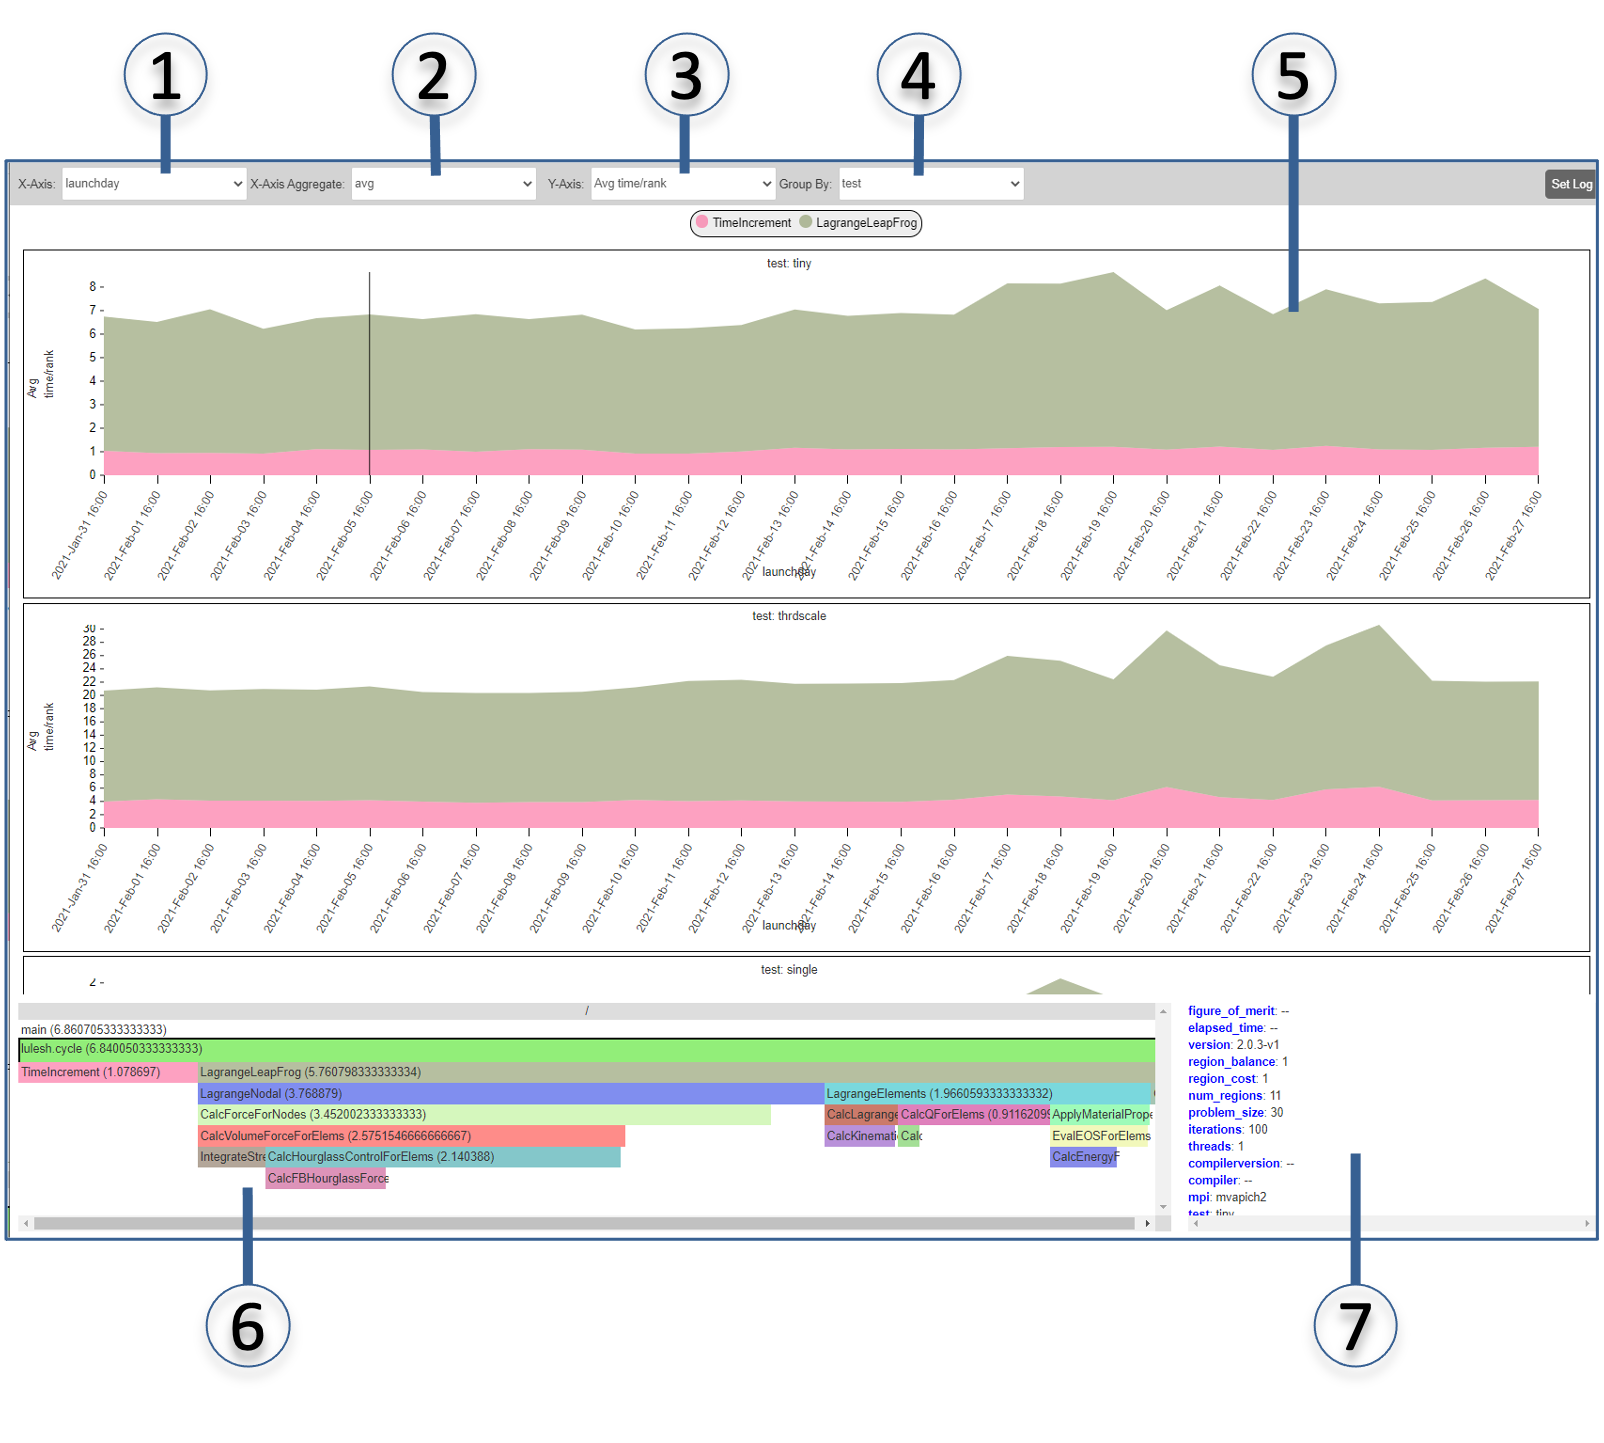 1 2 3 4 5
X-Axis: launchday X-Axis Aggregate: avg Y-Axis: Avg time/rank Group By: test Set Log
TimeIncrement LagrangeLeapFrog
test: tiny
8
7
6
5
4
3
2
1
0
Avg
time/rank
2021-Jan-31 16:00 2021-Feb-01 16:00 2021-Feb-02 16:00 2021-Feb-03 16:00 2021-Feb-04 16:00 2021-Feb-05 16:00 2021-Feb-06 16:00 2021-Feb-07 16:00 2021-Feb-08 16:00 2021-Feb-09 16:00 2021-Feb-10 16:00 2021-Feb-11 16:00 2021-Feb-12 16:00 2021-Feb-13 16:00 2021-Feb-14 16:00 2021-Feb-15 16:00 2021-Feb-16 16:00 2021-Feb-17 16:00 2021-Feb-18 16:00 2021-Feb-19 16:00 2021-Feb-20 16:00 2021-Feb-21 16:00 2021-Feb-22 16:00 2021-Feb-23 16:00 2021-Feb-24 16:00 2021-Feb-25 16:00 2021-Feb-26 16:00 2021-Feb-27 16:00
launchday
test: thrdscale
30
28
26
24
22
20
18
16
14
12
10
8
6
4
2
0
Avg
time/rank
2021-Jan-31 16:00 2021-Feb-01 16:00 2021-Feb-02 16:00 2021-Feb-03 16:00 2021-Feb-04 16:00 2021-Feb-05 16:00 2021-Feb-06 16:00 2021-Feb-07 16:00 2021-Feb-08 16:00 2021-Feb-09 16:00 2021-Feb-10 16:00 2021-Feb-11 16:00 2021-Feb-12 16:00 2021-Feb-13 16:00 2021-Feb-14 16:00 2021-Feb-15 16:00 2021-Feb-16 16:00 2021-Feb-17 16:00 2021-Feb-18 16:00 2021-Feb-19 16:00 2021-Feb-20 16:00 2021-Feb-21 16:00 2021-Feb-22 16:00 2021-Feb-23 16:00 2021-Feb-24 16:00 2021-Feb-25 16:00 2021-Feb-26 16:00 2021-Feb-27 16:00
launchday
test: single
2
/
main (6.860705333333333)
lulesh.cycle (6.840050333333333)
TimeIncrement (1.078697) LagrangeLeapFrog (5.760798333333334)
LagrangeNodal (3.768879) LagrangeElements (1.9660593333333332)
CalcForceForNodes (3.452002333333333) CalcLagrange CalcQForElems (0.91162099 ApplyMaterialPrope
CalcVolumeForceForElems (2.5751546666666667) CalcKinemati Calc EvalEOSForElems
IntegrateStre CalcHourglassControlForElems (2.140388) CalcEnergyF
CalcFBHourglassForce
figure_of_merit: --
elapsed_time: --
version: 2.0.3-v1
region_balance: 1
region_cost: 1
num_regions: 11
problem_size: 30
iterations: 100
threads: 1
compilerversion: --
compiler: --
mpi: mvapich2
test: tiny
6 7